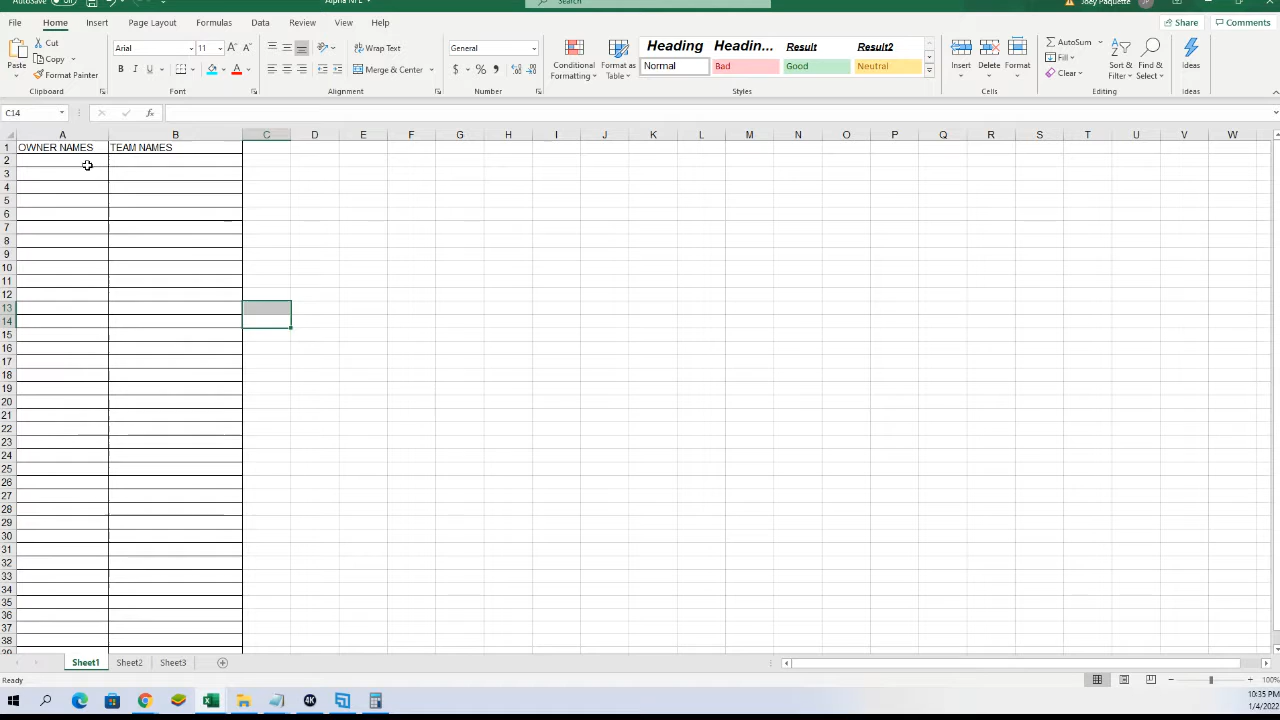 AutoSave Off Alpha NFL Search Joey Paquette JP
File Home Insert Page Layout Formulas Data Review View Help Share Comments
Paste Cut Copy Format Painter Clipboard
Arial 11 A A B I U A Font
Wrap Text Merge & Center Alignment
General $ % Number
Conditional Formatting Format as Table
Heading Headin... Result Result2
Normal Bad Good Neutral
Styles
Insert Delete Format Cells
AutoSum Fill Clear Sort & Filter Find & Select Editing
Ideas Ideas
C14 fx
A B C D E F G H I J K L M N O P Q R S T U V W
1 OWNER NAMES TEAM NAMES
2
3
4
5
6
7
8
9
10
11
12
13
14
15
16
17
18
19
20
21
22
23
24
25
26
27
28
29
30
31
32
33
34
35
36
37
38
39
Sheet1 Sheet2 Sheet3
Ready 100%
4K
10:35 PM
1/4/2022